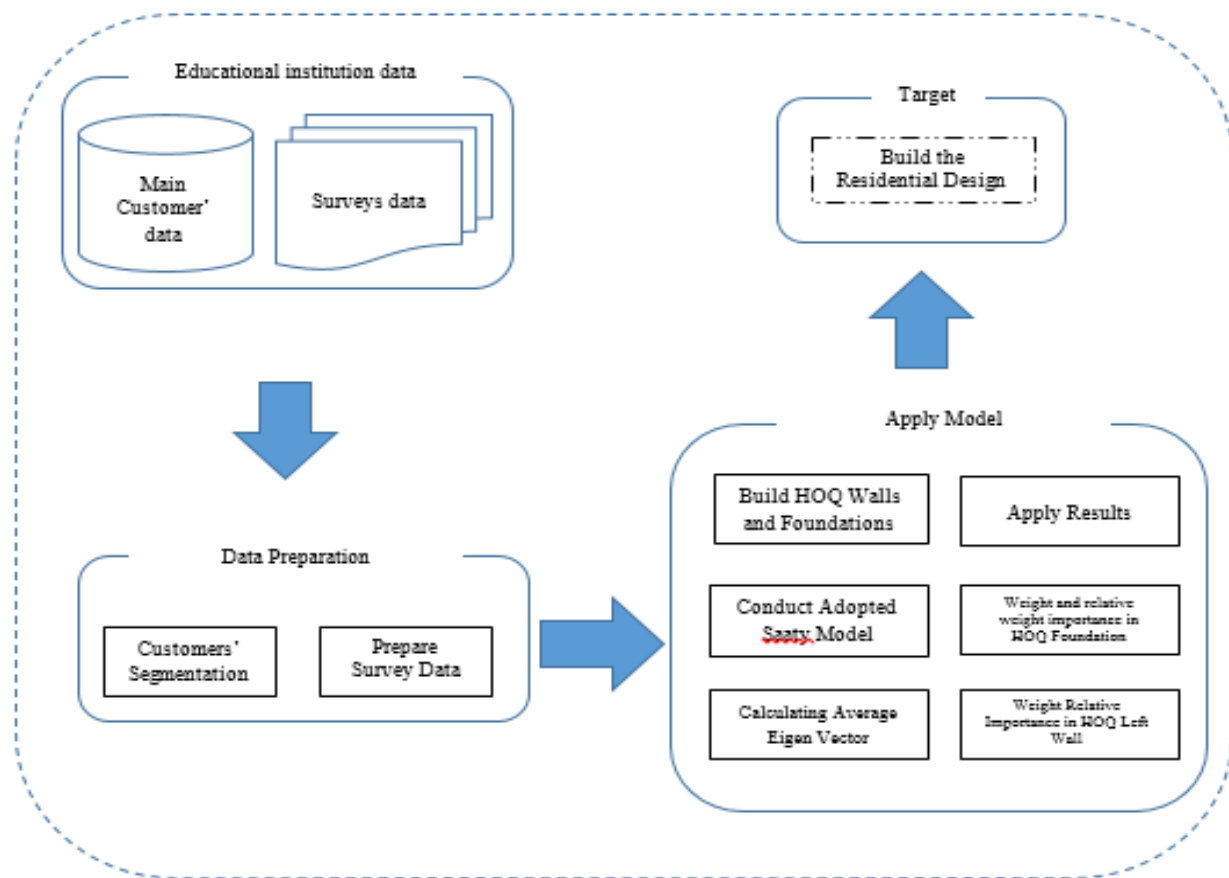 Educational institution data
Main
Customer'
data
Surveys data
Data Preparation
Customers'
Segmentation
Prepare
Survey Data
Apply Model
Build HOQ Walls
and Foundations
Apply Results
Conduct Adopted
Saaty Model
Weight and relative
weight importance in
HOQ Foundation
Calculating Average
Eigen Vector
Weight Relative
Importance in HOQ Left
Wall
Target
Build the
Residential Design